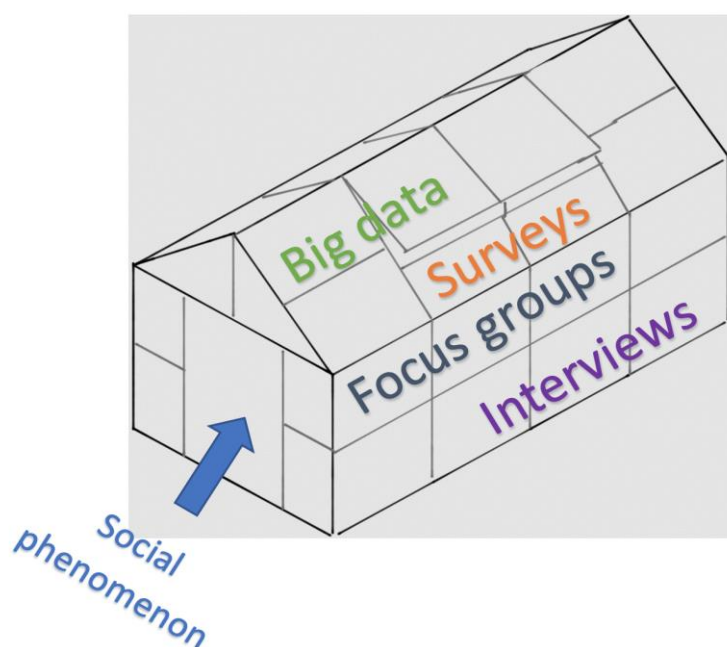 Big data
Surveys
Focus groups
Interviews
Social
phenomenon